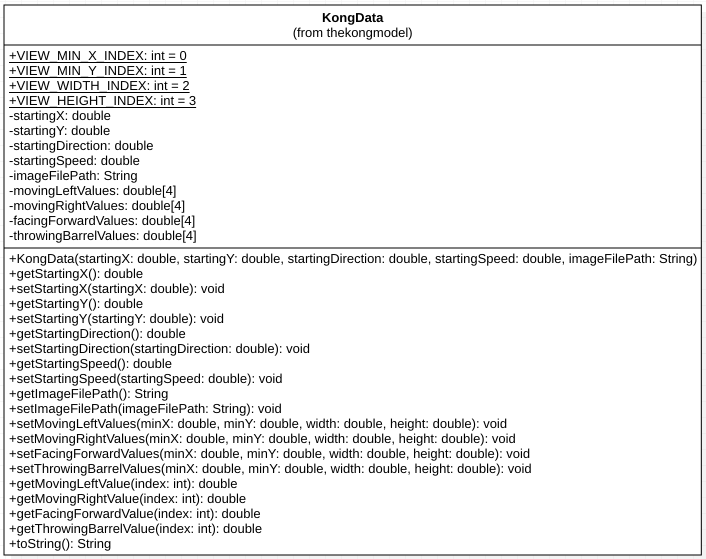 KongData
(from thekongmodel)
+VIEW_MIN_X_INDEX: int = 0
+VIEW_MIN_Y_INDEX: int = 1
+VIEW_WIDTH_INDEX: int = 2
+VIEW_HEIGHT_INDEX: int = 3
-startingX: double
-startingY: double
-startingDirection: double
-startingSpeed: double
-imageFilePath: String
-movingLeftValues: double[4]
-movingRightValues: double[4]
-facingForwardValues: double[4]
-throwingBarrelValues: double[4]
+KongData(startingX: double, startingY: double, startingDirection: double, startingSpeed: double, imageFilePath: String)
+getStartingX(): double
+setStartingX(startingX: double): void
+getStartingY(): double
+setStartingY(startingY: double): void
+getStartingDirection(): double
+setStartingDirection(startingDirection: double): void
+getStartingSpeed(): double
+setStartingSpeed(startingSpeed: double): void
+getImageFilePath(): String
+setImageFilePath(imageFilePath: String): void
+setMovingLeftValues(minX: double, minY: double, width: double, height: double): void
+setMovingRightValues(minX: double, minY: double, width: double, height: double): void
+setFacingForwardValues(minX: double, minY: double, width: double, height: double): void
+setThrowingBarrelValues(minX: double, minY: double, width: double, height: double): void
+getMovingLeftValue(index: int): double
+getMovingRightValue(index: int): double
+getFacingForwardValue(index: int): double
+getThrowingBarrelValue(index: int): double
+toString(): String